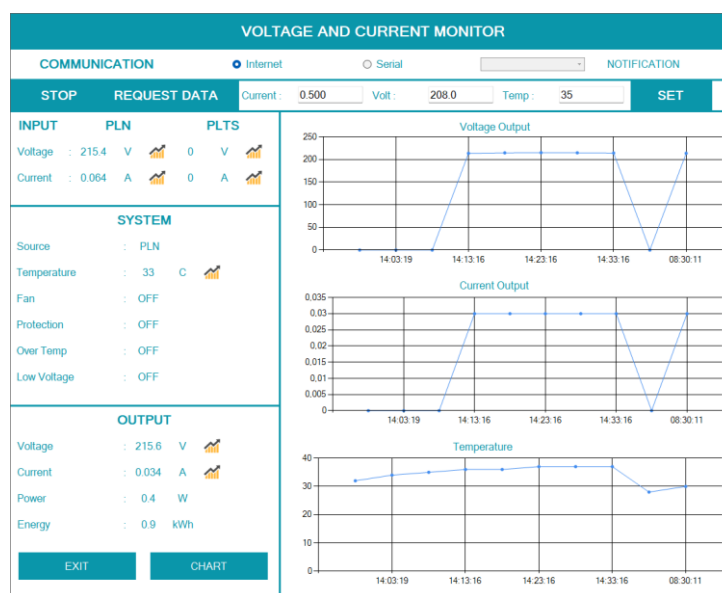 VOLTAGE AND CURRENT MONITOR
COMMUNICATION Internet Serial NOTIFICATION
STOP REQUEST DATA Current : 0.500 Volt : 208.0 Temp : 35 SET
INPUT PLN PLTS
Voltage : 215.4 V 0 V
Current : 0.064 A 0 A
SYSTEM
Source : PLN
Temperature : 33 C
Fan : OFF
Protection : OFF
Over Temp : OFF
Low Voltage : OFF
OUTPUT
Voltage : 215.6 V
Current : 0.034 A
Power : 0.4 W
Energy : 0.9 kWh
EXIT CHART
Voltage Output
250
200
150
100
50
0
14:03:19 14:13:16 14:23:16 14:33:16 08:30:11
Current Output
0,035
0,03
0,025
0,02
0,015
0,01
0,005
0
14:03:19 14:13:16 14:23:16 14:33:16 08:30:11
Temperature
40
30
20
10
0
14:03:19 14:13:16 14:23:16 14:33:16 08:30:11